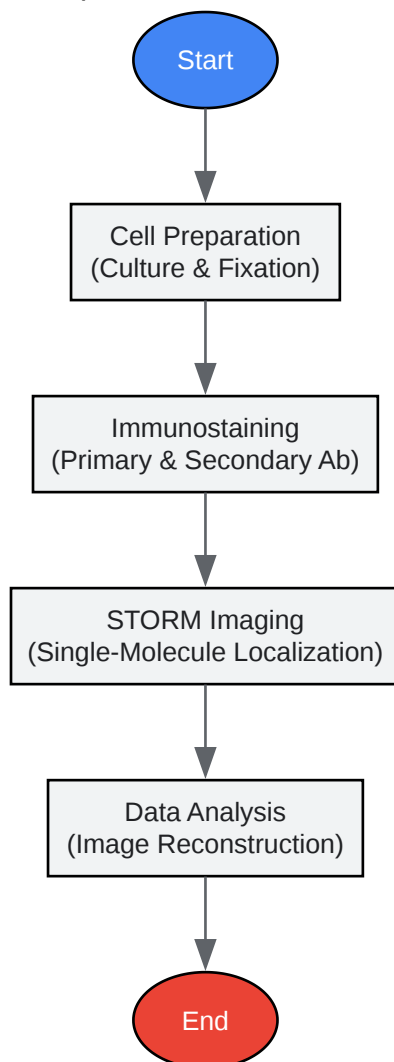 Start
Cell Preparation
(Culture & Fixation)
Immunostaining
(Primary & Secondary Ab)
STORM Imaging
(Single-Molecule Localization)
Data Analysis
(Image Reconstruction)
End